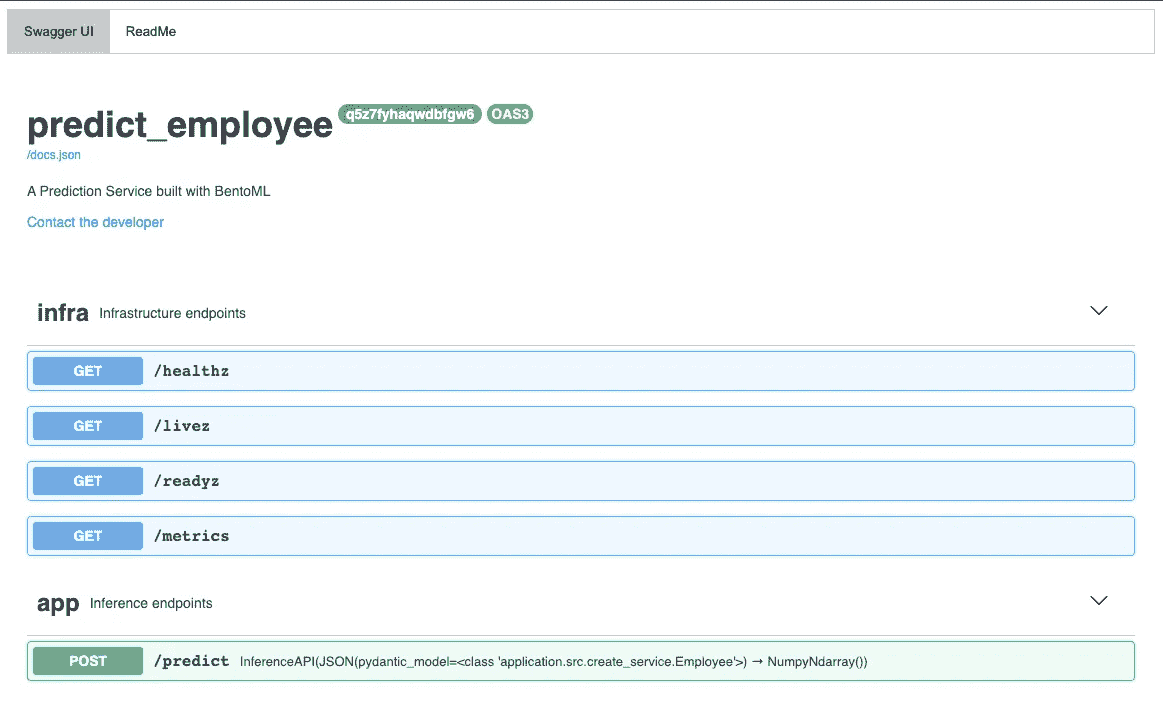 Swagger UI ReadMe
predict_employee q5z7fyhaqwdbfgw6 OAS3
/docs.json
A Prediction Service built with BentoML
Contact the developer
infra Infrastructure endpoints
GET /healthz
GET /livez
GET /readyz
GET /metrics
app Inference endpoints
POST /predict InferenceAPI(JSON(pydantic_model=<class 'application.src.create_service.Employee'>) → NumpyNdarray())